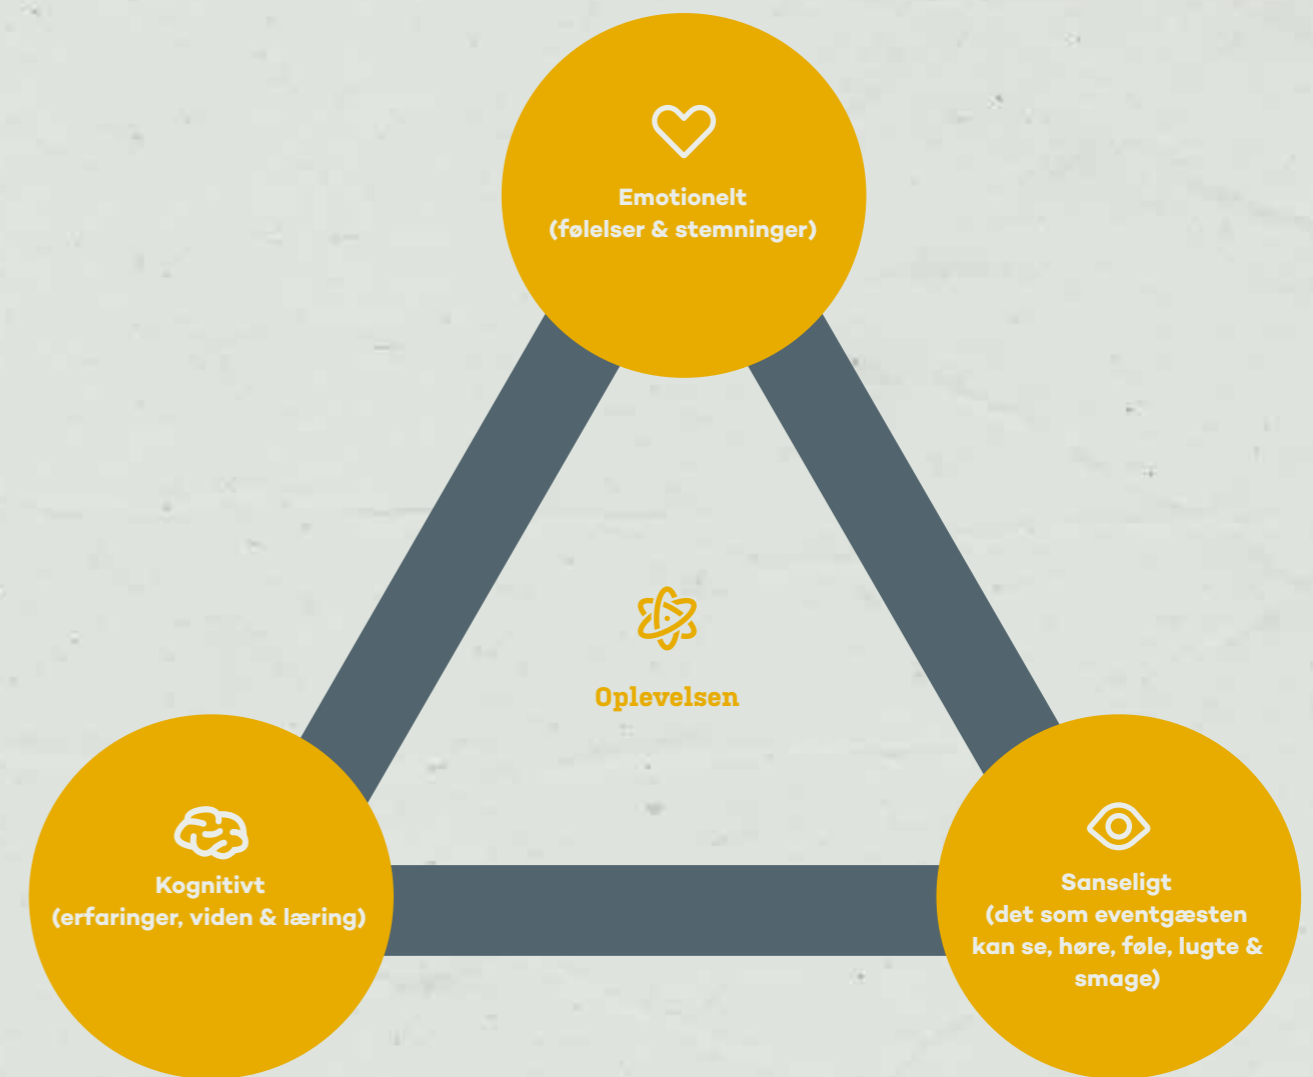 Emotionelt
(følelser & stemninger)
Oplevelsen
Kognitivt
(erfaringer, viden & læring)
Sanseligt
(det som eventgæsten
kan se, høre, føle, lugte &
smage)